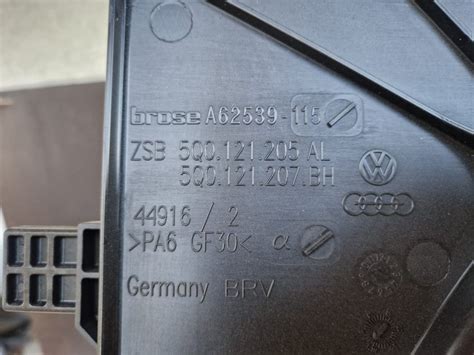 brose A62539-115
ZSB 5Q0.121.205 AL
5Q0.121.207.BH
44916 / 2
>PA6 GF30< α
Germany BRV